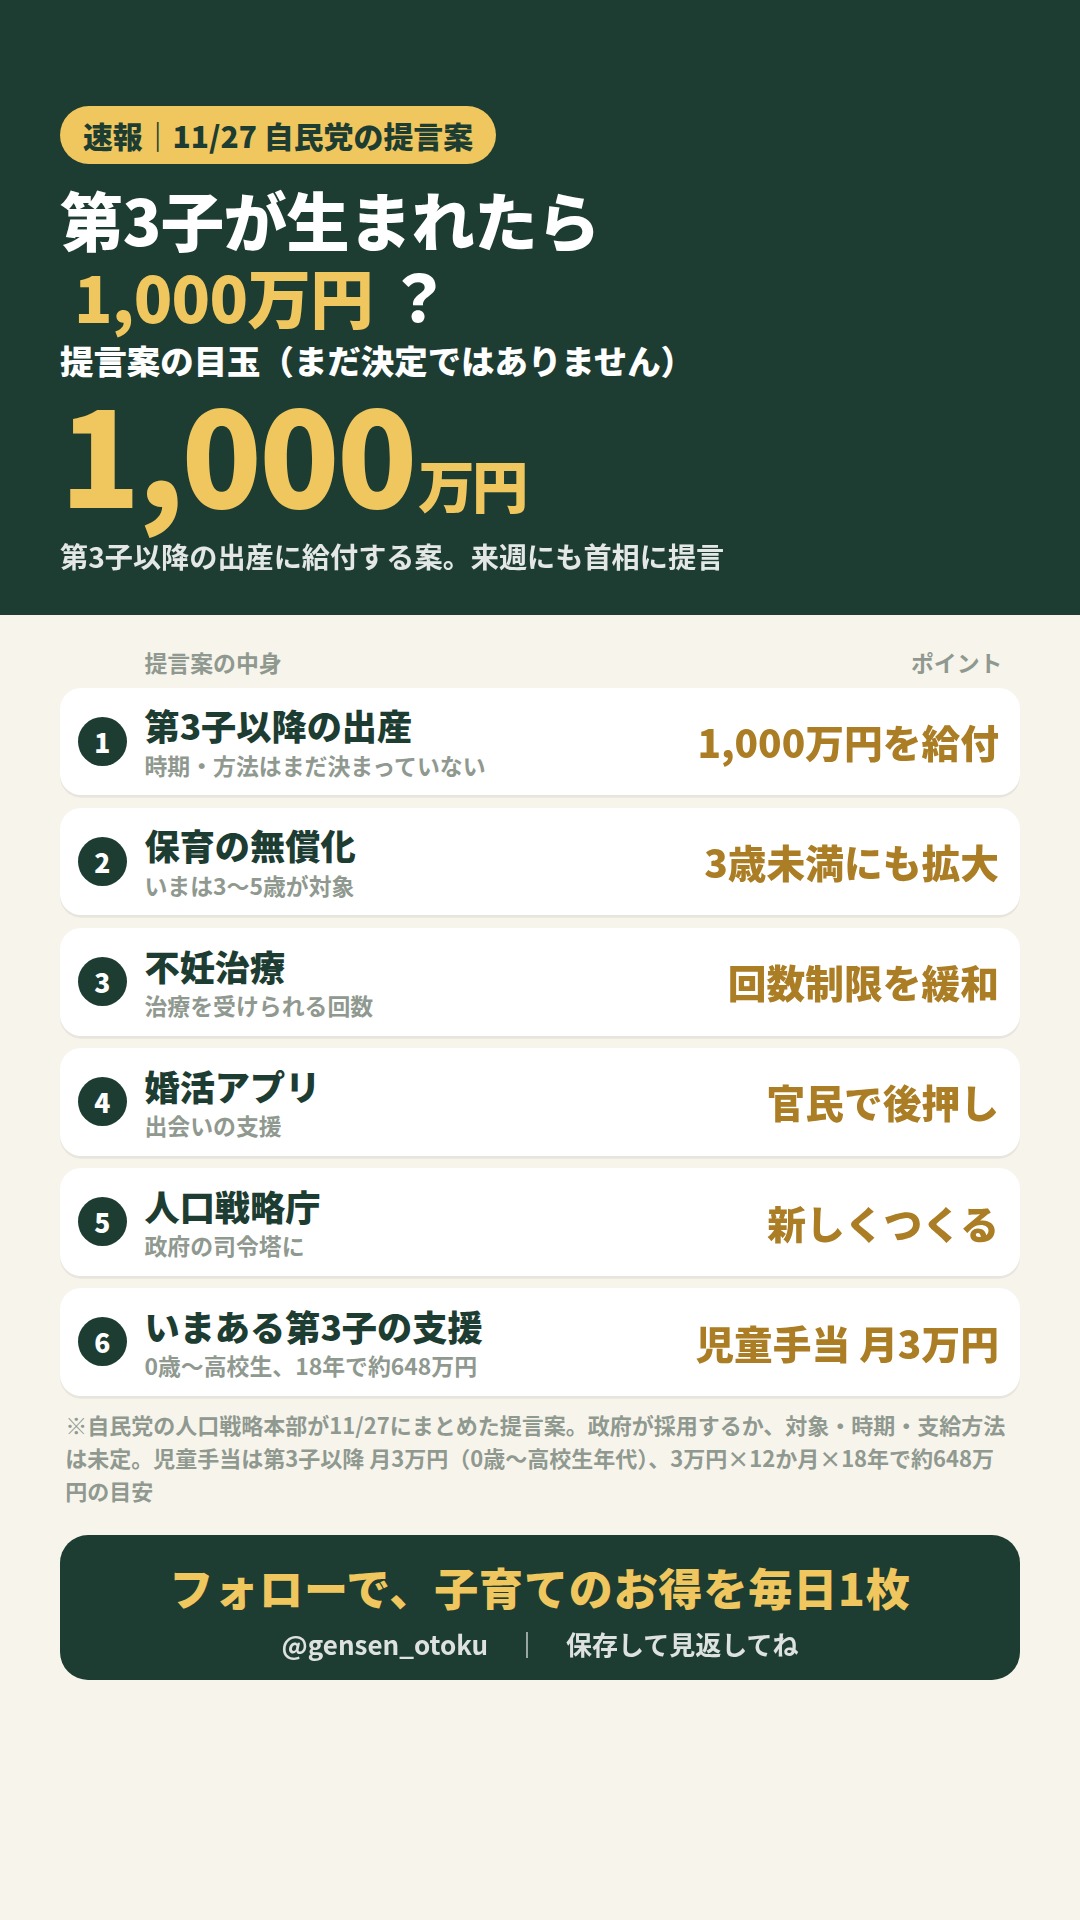 速報｜11/27 自民党の提言案
第3子が生まれたら
1,000万円 ？
提言案の目玉（まだ決定ではありません）
1,000万円
第3子以降の出産に給付する案。来週にも首相に提言
提言案の中身 ポイント
1 第3子以降の出産 1,000万円を給付
時期・方法はまだ決まっていない
2 保育の無償化 3歳未満にも拡大
いまは3〜5歳が対象
3 不妊治療 回数制限を緩和
治療を受けられる回数
4 婚活アプリ 官民で後押し
出会いの支援
5 人口戦略庁 新しくつくる
政府の司令塔に
6 いまある第3子の支援 児童手当 月3万円
0歳〜高校生、18年で約648万円
※自民党の人口戦略本部が11/27にまとめた提言案。政府が採用するか、対象・時期・支給方法
は未定。児童手当は第3子以降 月3万円（0歳〜高校生年代）、3万円×12か月×18年で約648万
円の目安
フォローで、子育てのお得を毎日1枚
@gensen_otoku ｜ 保存して見返してね